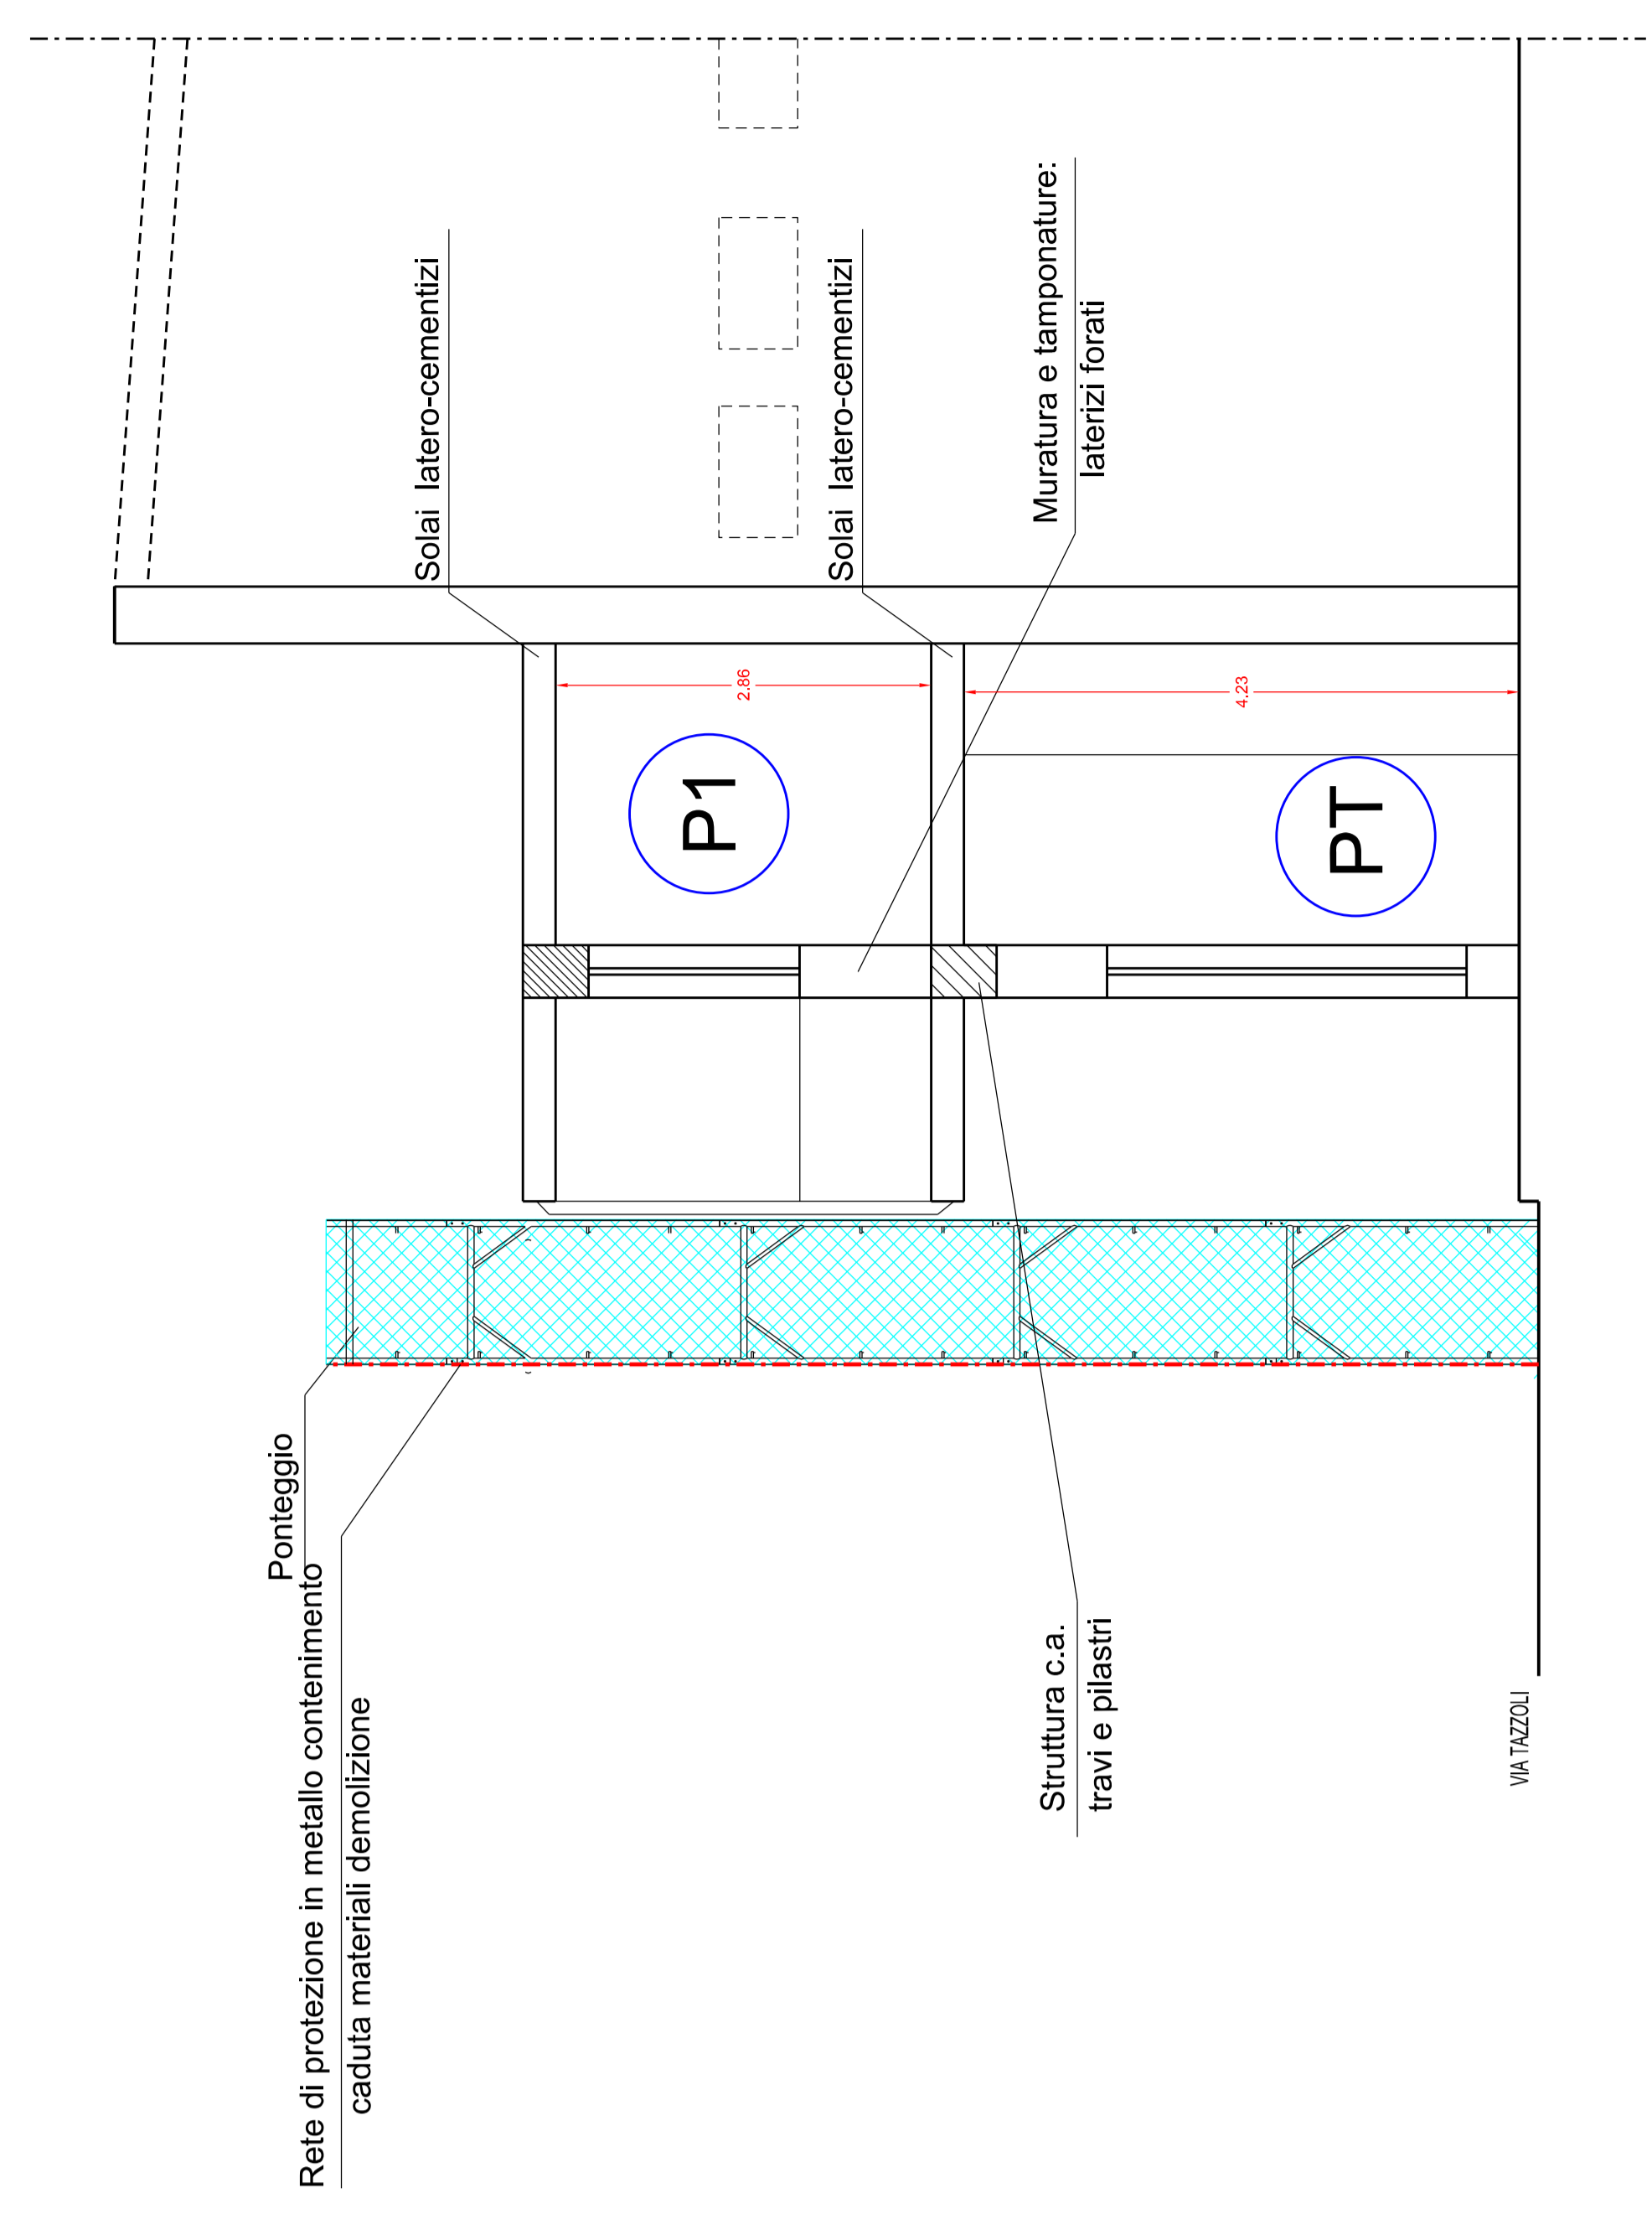 Ponteggio
Rete di protezione in metallo contenimento
caduta materiali demolizione
Solai latero-cementizi
Solai latero-cementizi
Muratura e tamponature:
laterizi forati
2.86
P1
4.23
PT
Struttura c.a.
travi e pilastri
VIA TAZZOLI